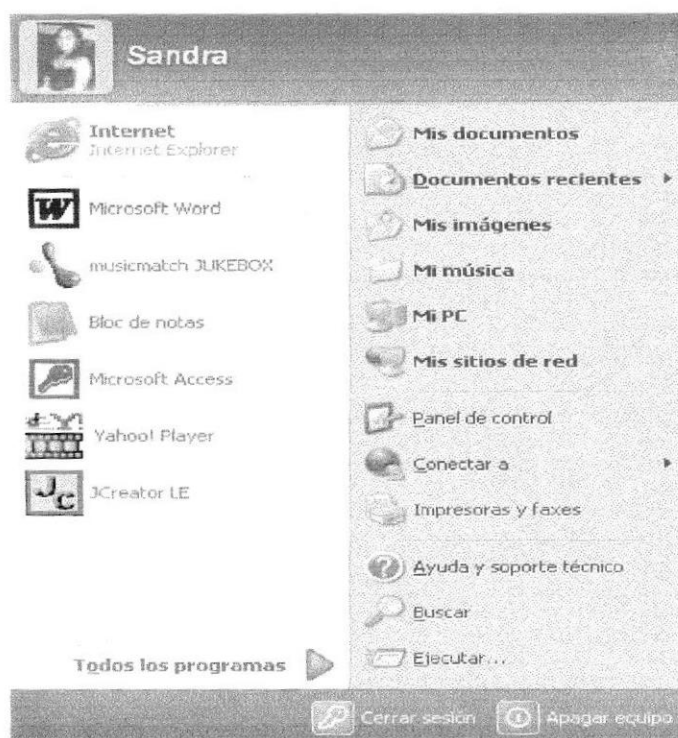 Sandra
Internet
Internet Explorer
Microsoft Word
musicmatch JUKEBOX
Bloc de notas
Microsoft Access
Yahoo! Player
JCreator LE
Todos los programas
Mis documentos
Documentos recientes
Mis imágenes
Mi música
Mi PC
Mis sitios de red
Panel de control
Conectar a
Impresoras y faxes
Ayuda y soporte técnico
Buscar
Ejecutar...
Cerrar sesión
Apagar equipo